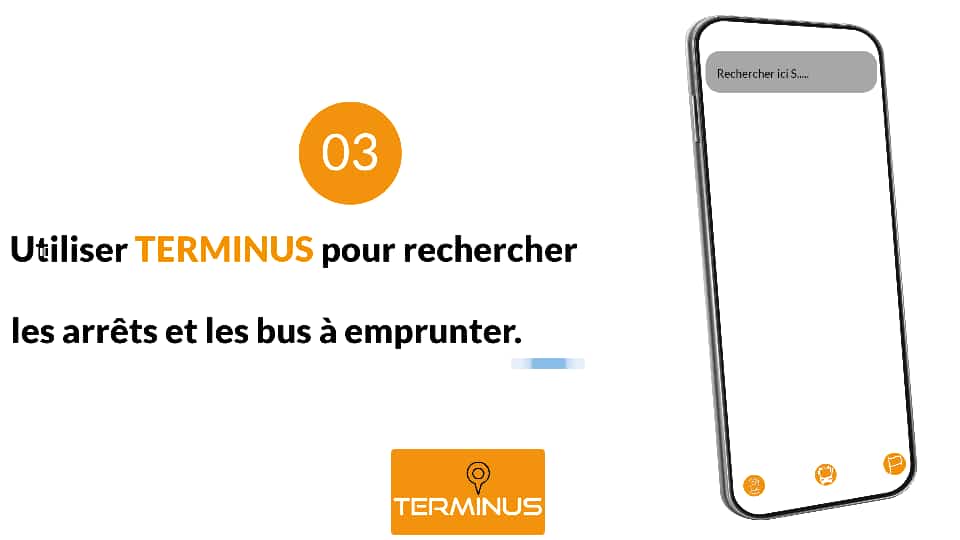 03
Utiliser TERMINUS pour rechercher
les arrêts et les bus à emprunter.
TERMINUS
Rechercher ici S.....